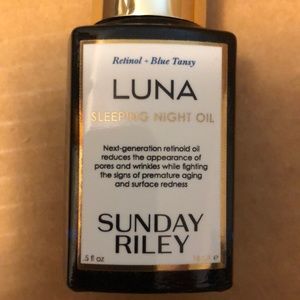 Retinol + Blue Tansy
LUNA
SLEEPING NIGHT OIL
Next-generation retinoid oil
reduces the appearance of
pores and wrinkles while fighting
the signs of premature aging
and surface redness
SUNDAY
RILEY
.5 fl oz